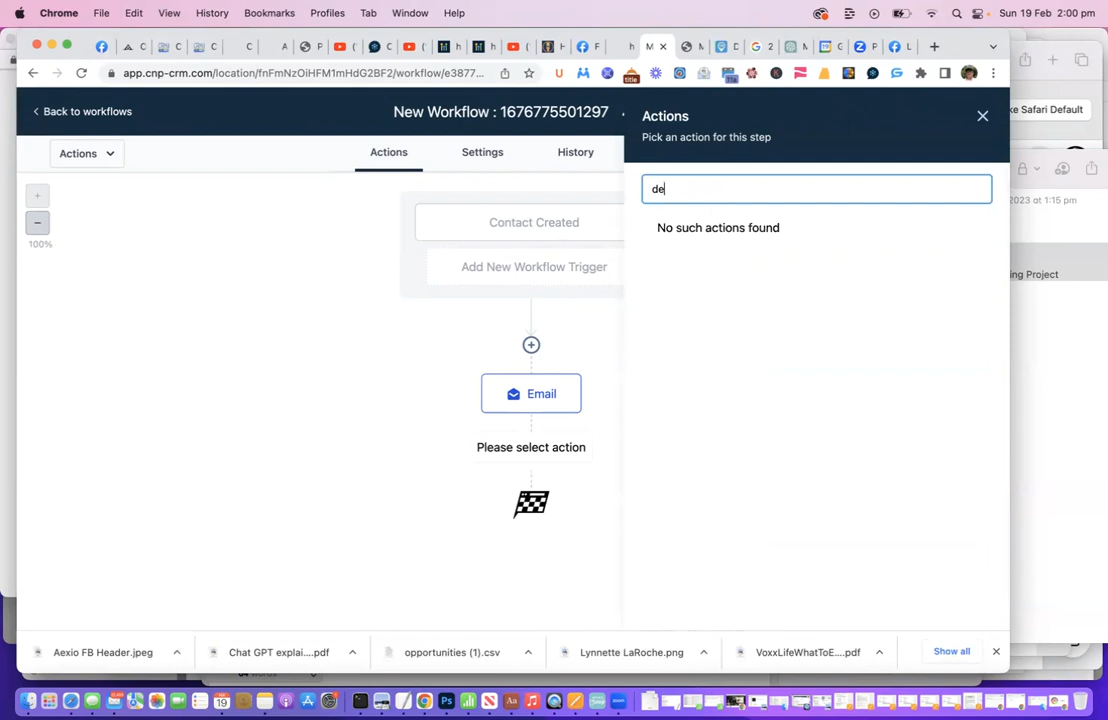 Chrome File Edit View History Bookmarks Profiles Tab Window Help Sun 19 Feb 2:00 pm
app.cnp-crm.com/location/fnFmNzOiHFM1mHdG2BF2/workflow/e3877...
ke Safari Default
Back to workflows
New Workflow : 1676775501297
Actions
Pick an action for this step
Actions
Actions
Settings
History
de
No such actions found
2023 at 1:15 pm
100%
Contact Created
Add New Workflow Trigger
ing Project
Email
Please select action
Aexio FB Header.jpeg
Chat GPT explai....pdf
opportunities (1).csv
Lynnette LaRoche.png
VoxxLifeWhatToE....pdf
Show all
words